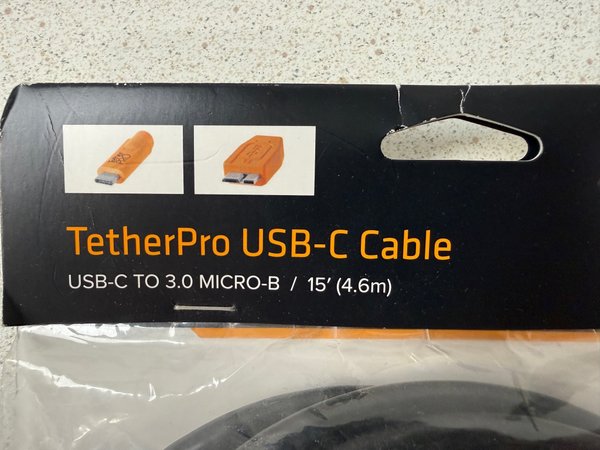 TetherPro USB-C Cable
USB-C TO 3.0 MICRO-B / 15' (4.6m)